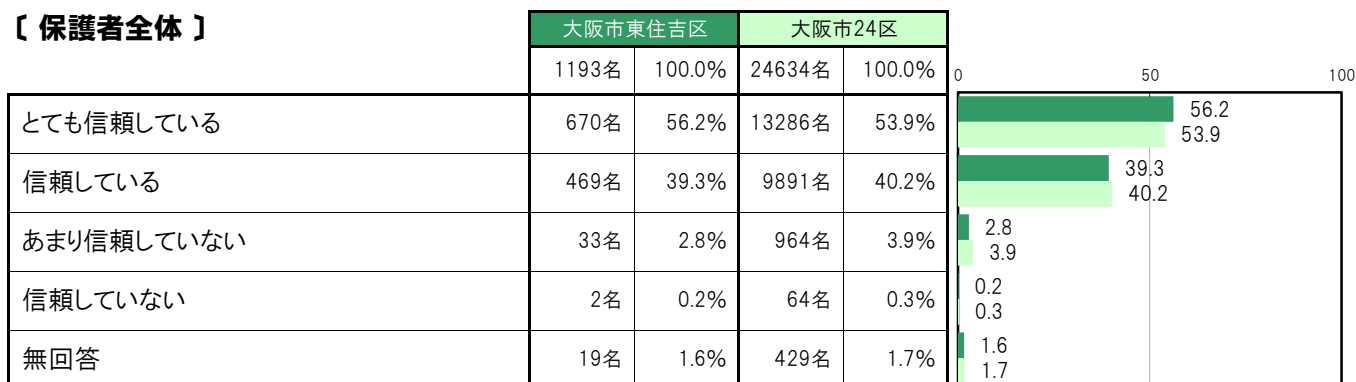 〔 保護者全体 〕
大阪市東住吉区 大阪市24区
1193名 100.0% 24634名 100.0% 0 50 100
とても信頼している 670名 56.2% 13286名 53.9% 56.2
53.9
信頼している 469名 39.3% 9891名 40.2% 39.3
40.2
あまり信頼していない 33名 2.8% 964名 3.9% 2.8
3.9
信頼していない 2名 0.2% 64名 0.3% 0.2
0.3
無回答 19名 1.6% 429名 1.7% 1.6
1.7